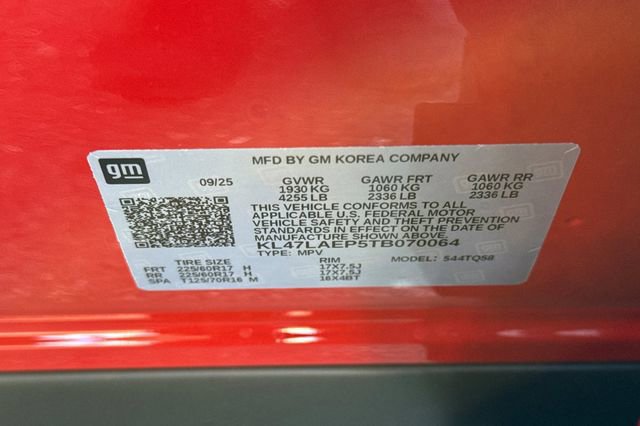 gm
MFD BY GM KOREA COMPANY
09/25 GVWR GAWR FRT GAWR RR
1930 KG 1060 KG 1060 KG
4255 LB 2336 LB 2336 LB
THIS VEHICLE CONFORMS TO ALL
APPLICABLE U.S. FEDERAL MOTOR
VEHICLE SAFETY AND THEFT PREVENTION
STANDARDS IN EFFECT ON THE DATE OF
MANUFACTURE SHOWN ABOVE.
KL47LAEP5TB070064
TYPE: MPV MODEL: 544TQ58
TIRE SIZE RIM
FRT 225/60R17 H 17X7.5J
RR 225/60R17 H 17X7.5J
SPA T125/70R16 M 16X4BT